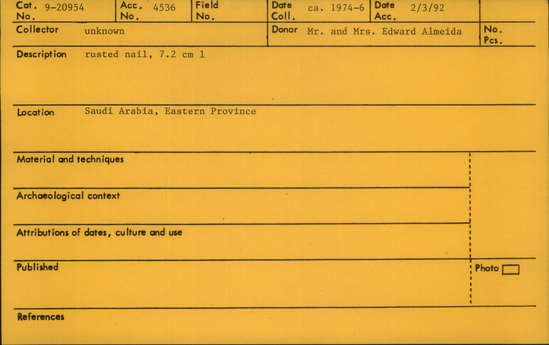 Cat. No. 9-20954 Acc. No. 4536 Field No. Date Coll. ca. 1974-6 Date Acc. 2/3/92
Collector unknown Donor Mr. and Mrs. Edward Almeida No. Pcs.
Description rusted nail, 7.2 cm l
Location Saudi Arabia, Eastern Province
Material and techniques
Archaeological context
Attributions of dates, culture and use
Published Photo
References